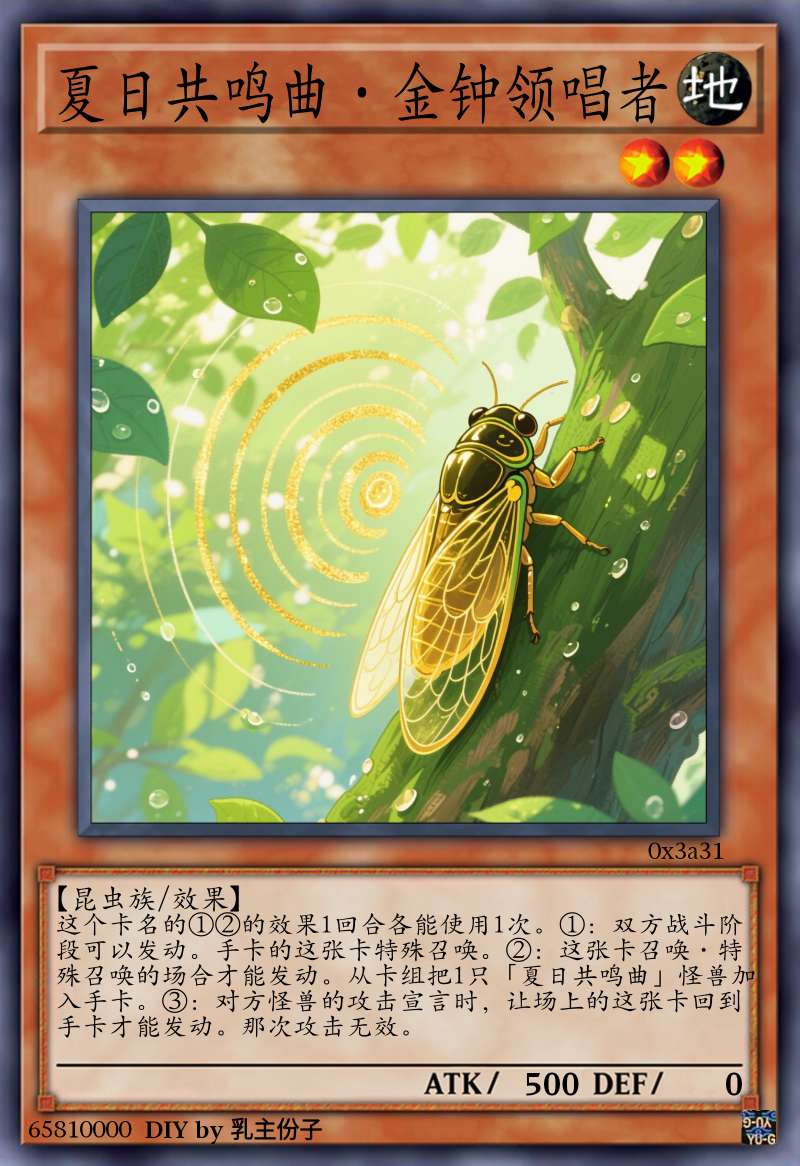 夏日共鸣曲・金钟领唱者
地
0x3a31
【昆虫族/效果】
这个卡名的①②的效果1回合各能使用1次。①：双方战斗阶
段可以发动。手卡的这张卡特殊召唤。②：这张卡召唤・特
殊召唤的场合才能发动。从卡组把1只「夏日共鸣曲」怪兽加
入手卡。③：对方怪兽的攻击宣言时，让场上的这张卡回到
手卡才能发动。那次攻击无效。
ATK/ 500 DEF/ 0
65810000 DIY by 乳主份子
YU-G